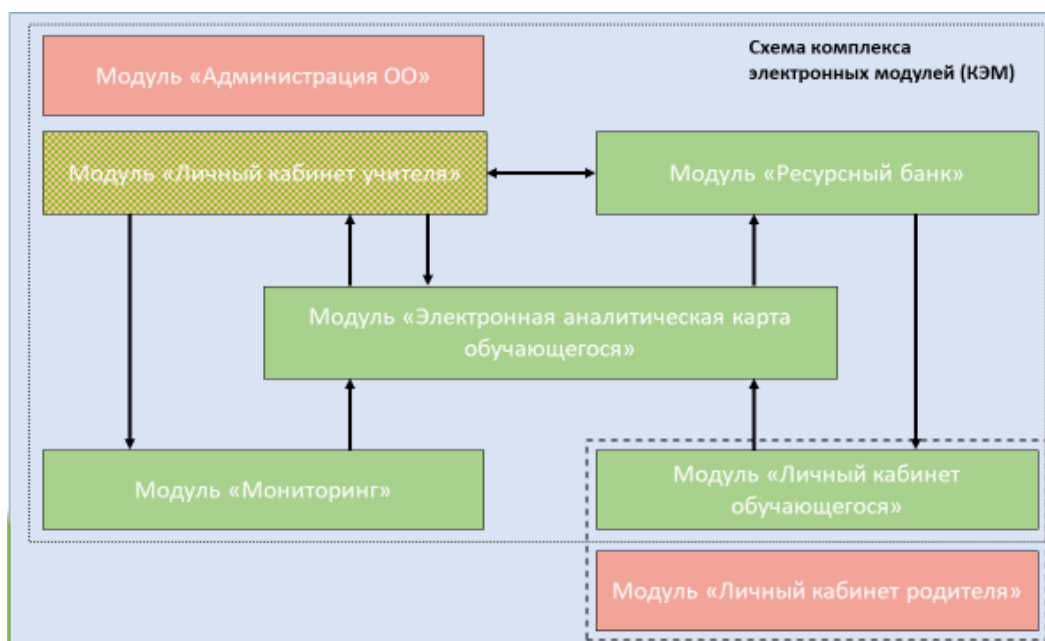 Схема комплекса
электронных модулей (КЭМ)
Модуль «Администрация ОО»
Модуль «Личный кабинет учителя»
Модуль «Ресурсный банк»
Модуль «Электронная аналитическая карта
обучающегося»
Модуль «Мониторинг»
Модуль «Личный кабинет
обучающегося»
Модуль «Личный кабинет родителя»